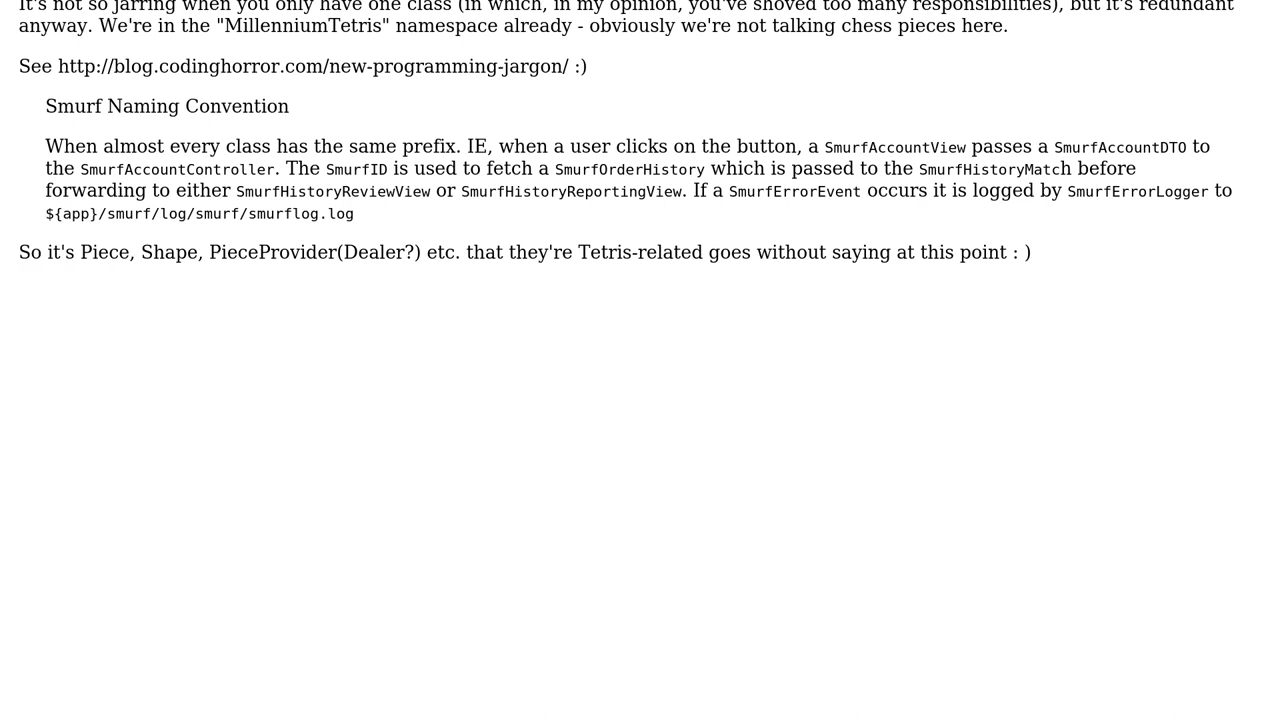 It's not so jarring when you only have one class (in which, in my opinion, you've shoved too many responsibilities), but it's redundant
anyway. We're in the "MillenniumTetris" namespace already - obviously we're not talking chess pieces here.
See http://blog.codinghorror.com/new-programming-jargon/ :)
Smurf Naming Convention
When almost every class has the same prefix. IE, when a user clicks on the button, a SmurfAccountView passes a SmurfAccountDTO to
the SmurfAccountController. The SmurfID is used to fetch a SmurfOrderHistory which is passed to the SmurfHistoryMatch before
forwarding to either SmurfHistoryReviewView or SmurfHistoryReportingView. If a SmurfErrorEvent occurs it is logged by SmurfErrorLogger to
${app}/smurf/log/smurf/smurflog.log
So it's Piece, Shape, PieceProvider(Dealer?) etc. that they're Tetris-related goes without saying at this point : )